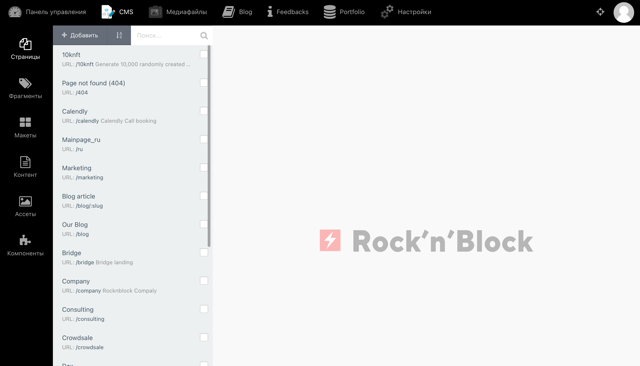 Панель управления CMS Медиафайлы Blog Feedbacks Portfolio Настройки
Страницы
Фрагменты
Макеты
Контент
Ассеты
Компоненты
+ Добавить Поиск...
10knft
URL: /10knft Generate 10,000 randomly created ...
Page not found (404)
URL: /404
Calendly
URL: /calendly Calendly Call booking
Mainpage_ru
URL: /ru
Marketing
URL: /marketing
Blog article
URL: /blog/:slug
Our Blog
URL: /blog
Bridge
URL: /bridge Bridge landing
Company
URL: /company Rocknblock Compaly
Consulting
URL: /consulting
Crowdsale
URL: /crowdsale
Rock'n'Block